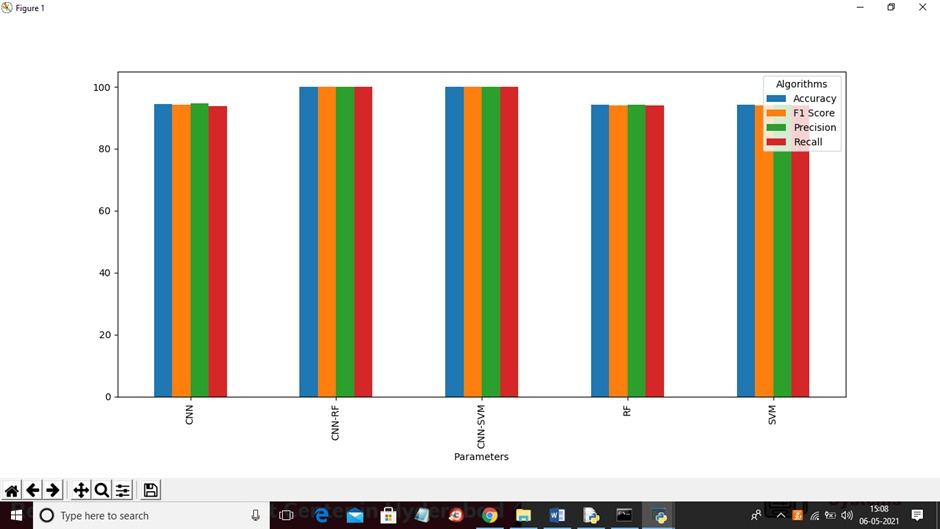 Figure 1
100
80
60
40
20
0
Algorithms
Accuracy
F1 Score
Precision
Recall
CNN
CNN-RF
CNN-SVM
RF
SVM
Parameters
Type here to search
15:08
06-05-2021